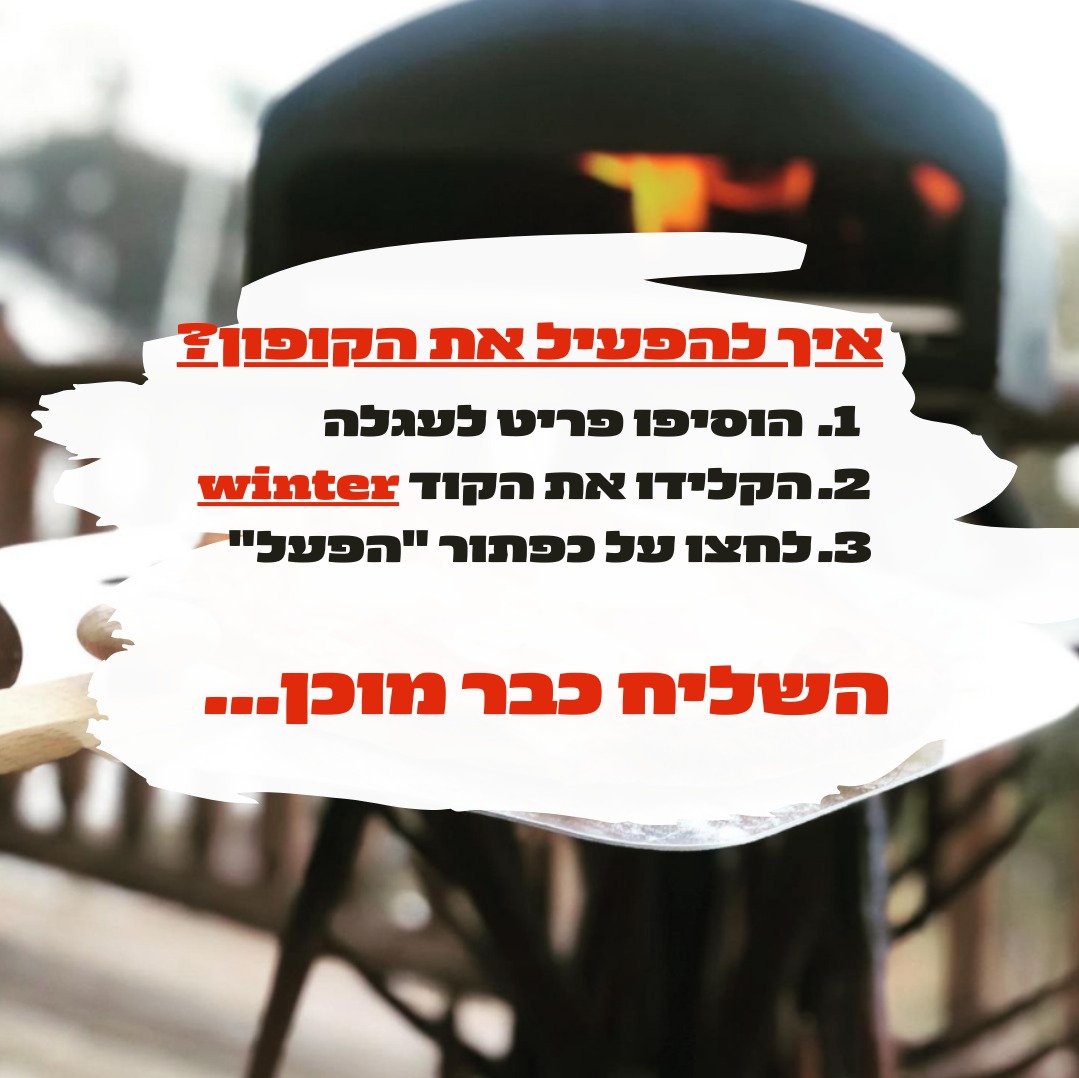 איך להפעיל את הקופון?
1. הוסיפו פריט לעגלה
2.הקלידו את הקוד winter
3.לחצו על כפתור "הפעל"
השליח כבר מוכן...